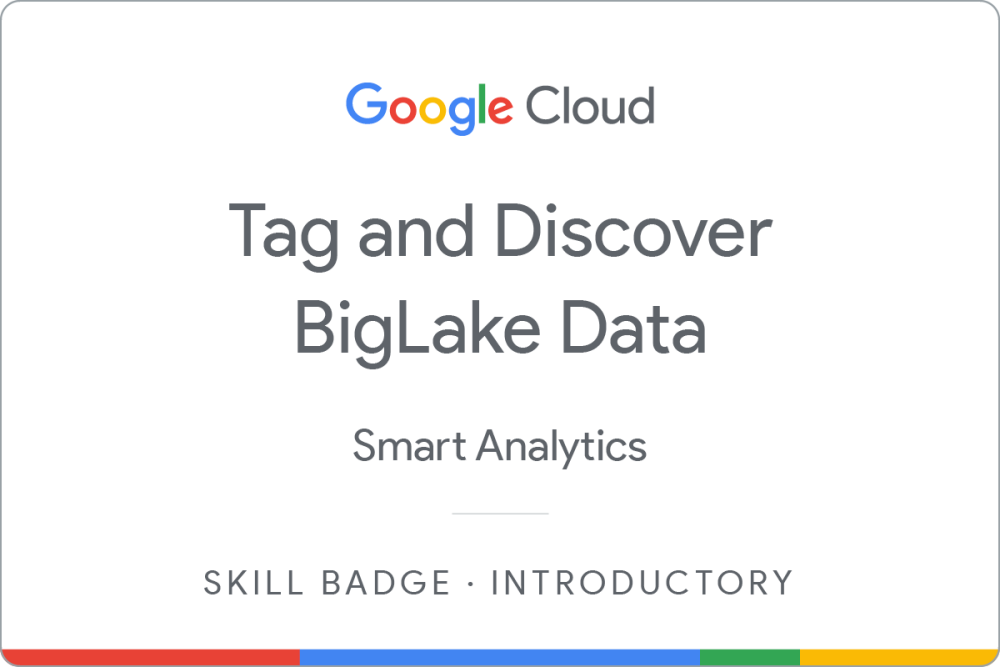 Google Cloud
Tag and Discover
BigLake Data
Smart Analytics
SKILL BADGE · INTRODUCTORY